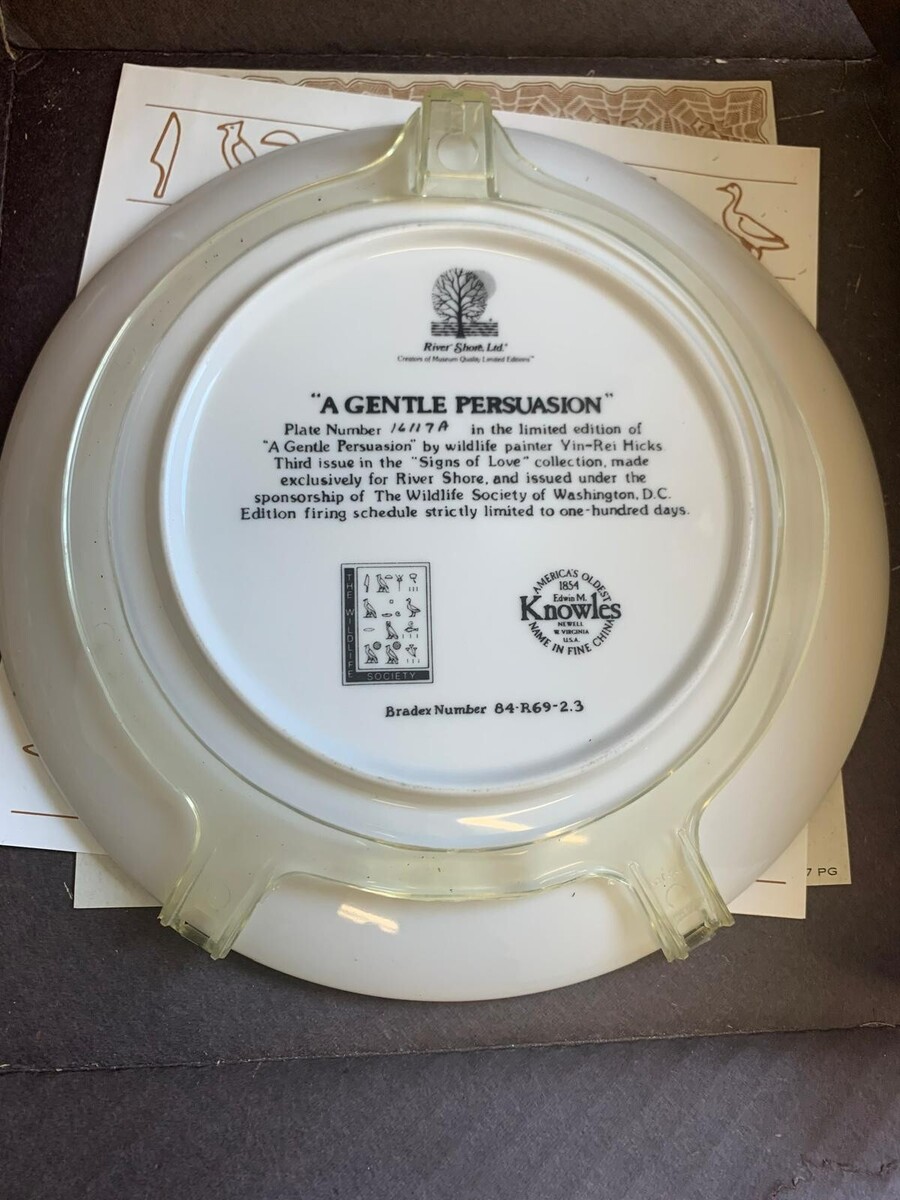 River Shore, Ltd.
Creators of Museum Quality Limited Editions™
"A GENTLE PERSUASION"
Plate Number 16117A in the limited edition of
"A Gentle Persuasion" by wildlife painter Yin-Rei Hicks.
Third issue in the "Signs of Love" collection, made
exclusively for River Shore, and issued under the
sponsorship of The Wildlife Society of Washington, D.C.
Edition firing schedule strictly limited to one-hundred days.
THE WILDLIFE
SOCIETY
AMERICA'S OLDEST
1854
Edwin M.
Knowles
NEWELL
W. VIRGINIA
U.S.A.
NAME IN FINE CHINA
Bradex Number 84-R69-2.3
7 PG